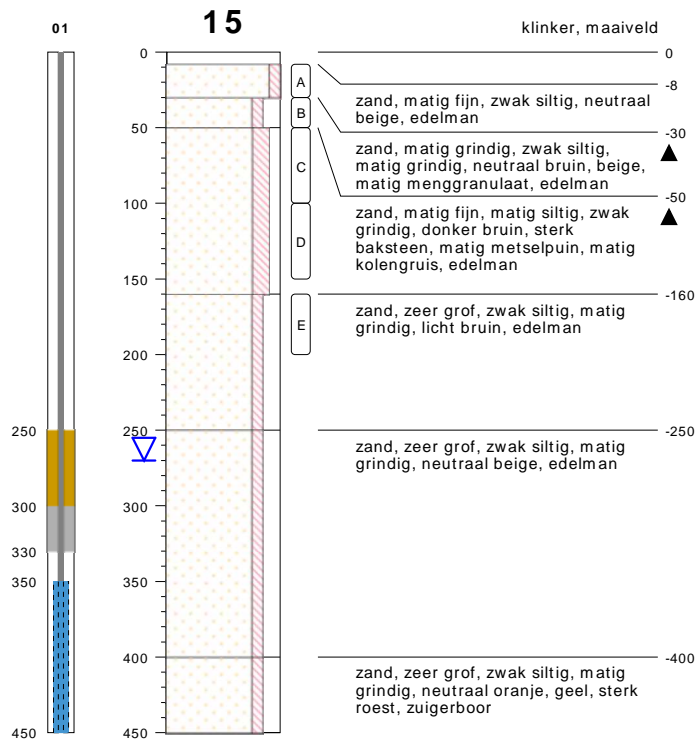 01
15
klinker, maaiveld
0
0
A
-8
zand, matig fijn, zwak siltig, neutraal
beige, edelman
B
-30
50
zand, matig grindig, zwak siltig,
matig grindig, neutraal bruin, beige,
matig menggranulaat, edelman
C
-50
100
zand, matig fijn, matig siltig, zwak
grindig, donker bruin, sterk
baksteen, matig metselpuin, matig
kolengruis, edelman
D
150
-160
zand, zeer grof, zwak siltig, matig
grindig, licht bruin, edelman
E
200
250
250
-250
zand, zeer grof, zwak siltig, matig
grindig, neutraal beige, edelman
300
300
330
350
350
400
-400
zand, zeer grof, zwak siltig, matig
grindig, neutraal oranje, geel, sterk
roest, zuigerboor
450
450